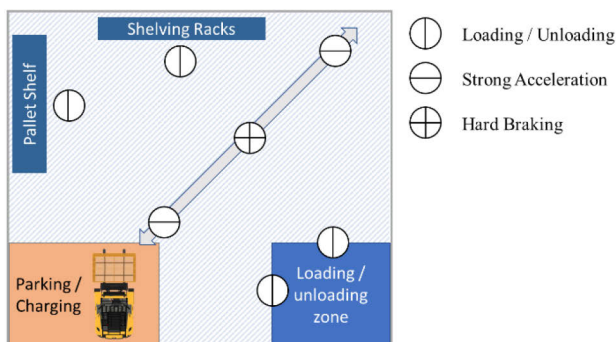 Shelving Racks
Pallet Shelf
Parking /
Charging
Loading /
unloading
zone
Loading / Unloading
Strong Acceleration
Hard Braking